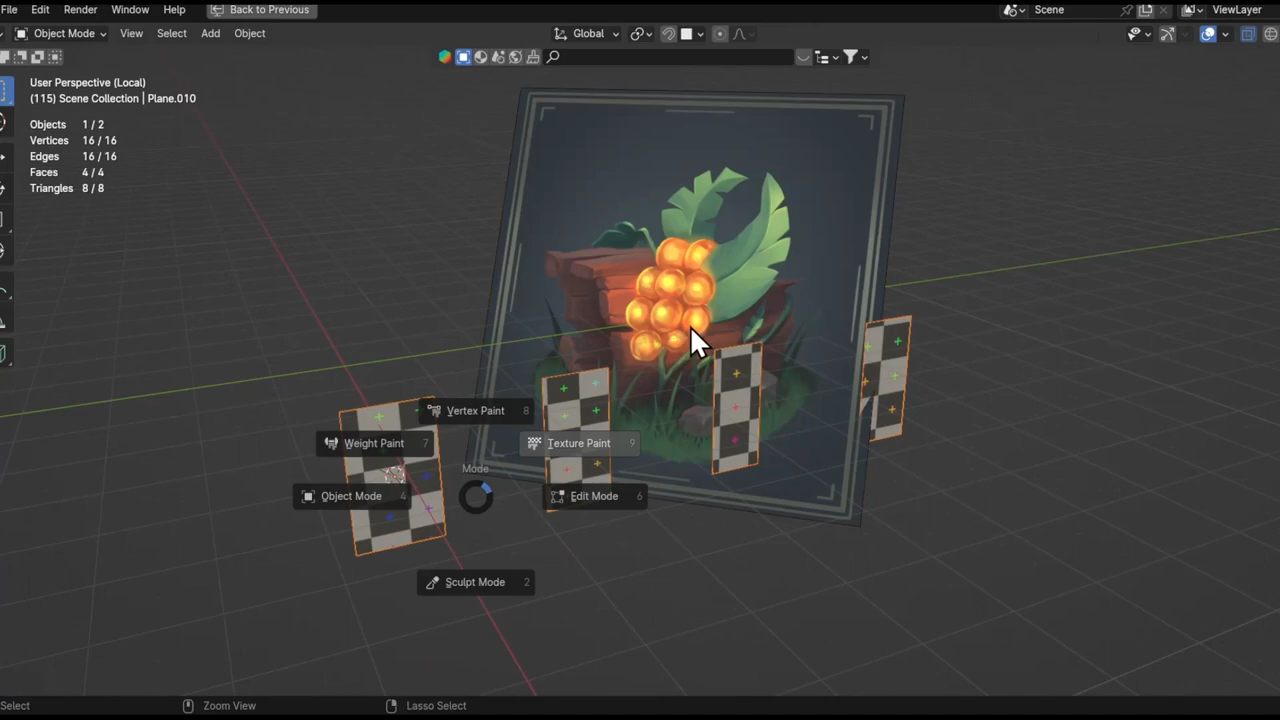 File Edit Render Window Help Back to Previous Scene ViewLayer
Object Mode View Select Add Object Global
User Perspective (Local)
(115) Scene Collection | Plane.010
Objects 1 / 2
Vertices 16 / 16
Edges 16 / 16
Faces 4 / 4
Triangles 8 / 8
Vertex Paint 8
Weight Paint 7
Texture Paint 9
Mode
Object Mode 4
Edit Mode 6
Sculpt Mode 2
Select Zoom View Lasso Select